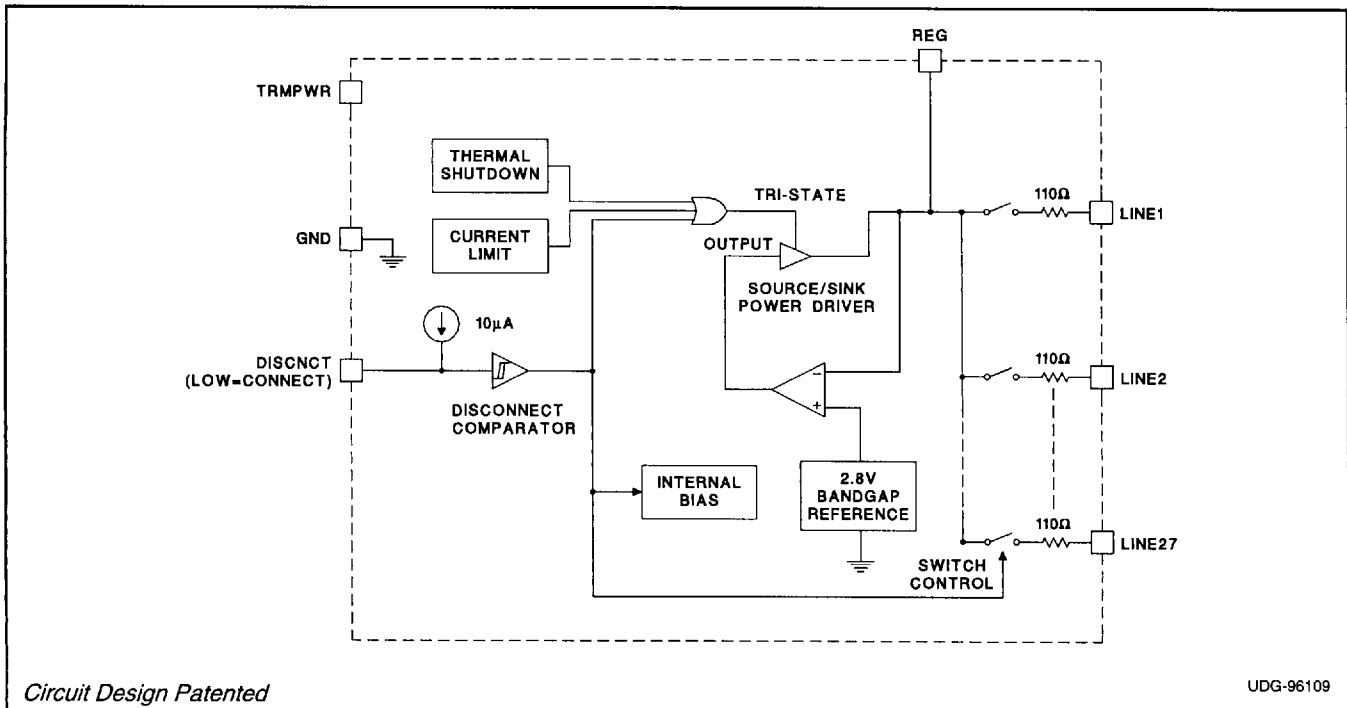 REG
TRMPWR
THERMAL
SHUTDOWN
TRI-STATE
110Ω
LINE1
GND
CURRENT
LIMIT
OUTPUT
SOURCE/SINK
POWER DRIVER
10µA
DISCNCT
(LOW=CONNECT)
110Ω
LINE2
DISCONNECT
COMPARATOR
-
+
INTERNAL
BIAS
2.8V
BANDGAP
REFERENCE
110Ω
LINE27
SWITCH
CONTROL
Circuit Design Patented
UDG-96109